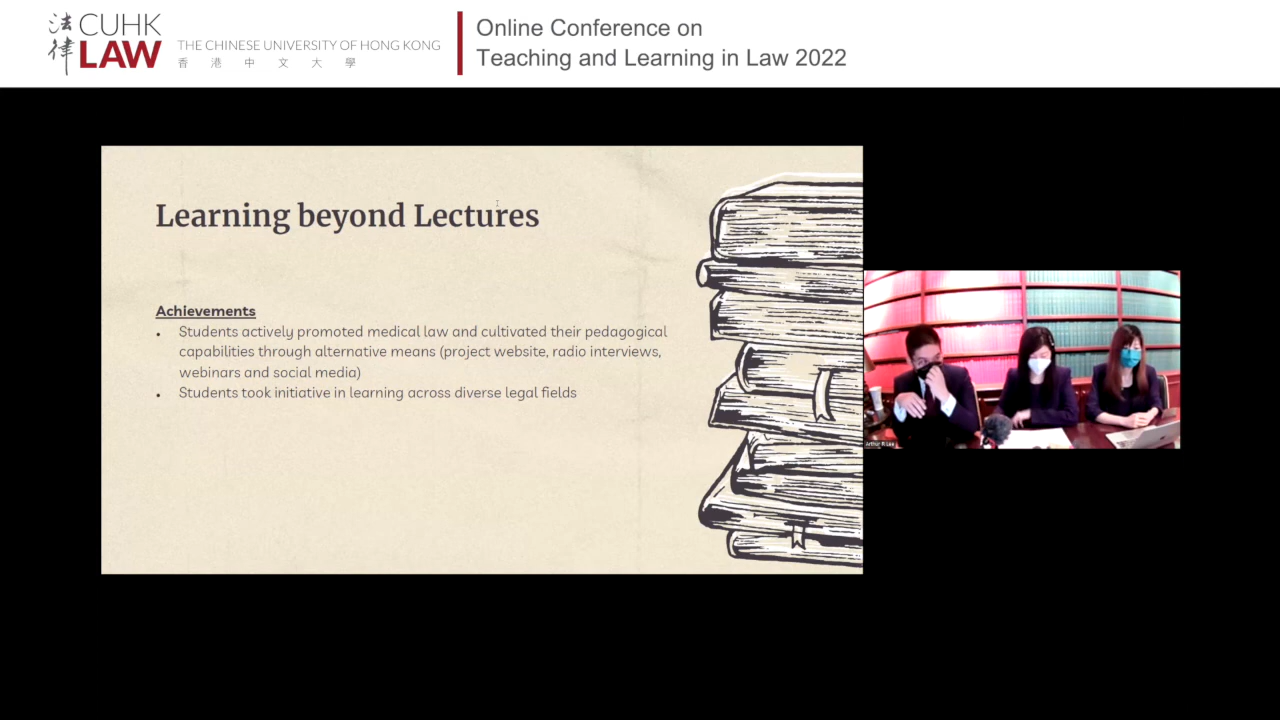 法律
CUHK
LAW
THE CHINESE UNIVERSITY OF HONG KONG
香港中文大學
Online Conference on
Teaching and Learning in Law 2022
Learning beyond Lectures
Achievements
• Students actively promoted medical law and cultivated their pedagogical
capabilities through alternative means (project website, radio interviews,
webinars and social media)
• Students took initiative in learning across diverse legal fields